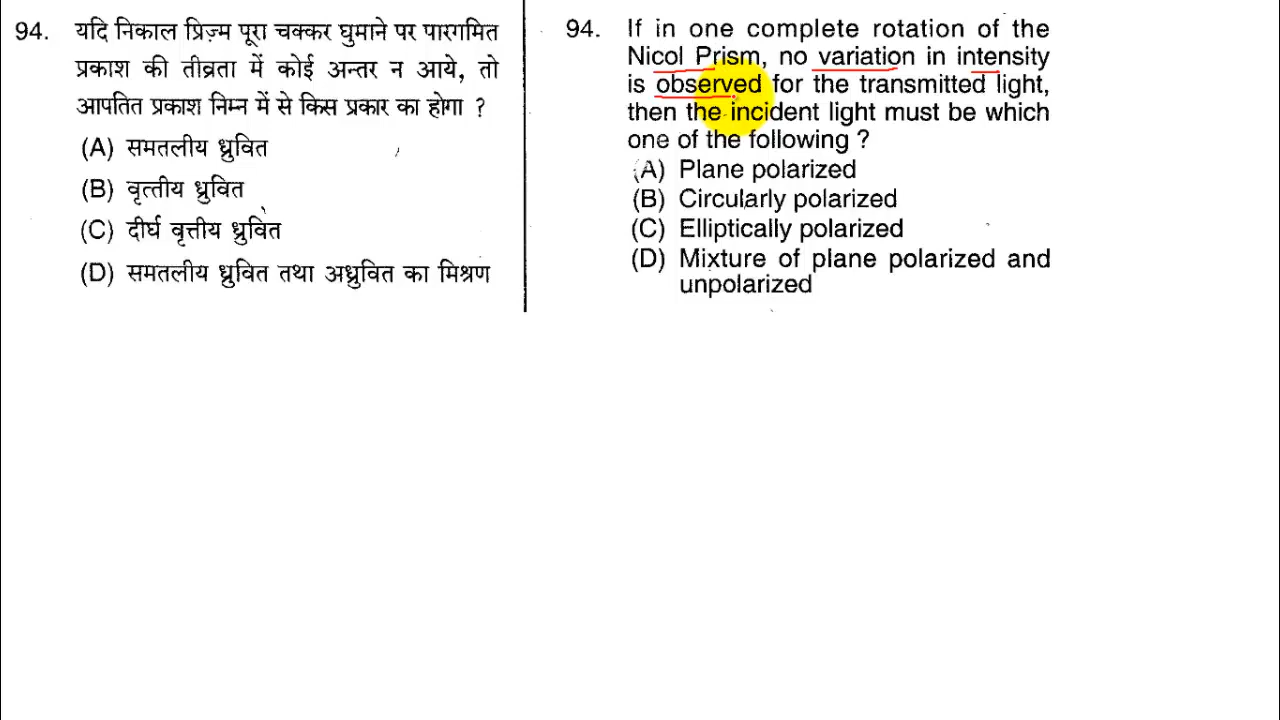 94. यदि निकाल प्रिज़्म पूरा चक्कर घुमाने पर पारगमित
प्रकाश की तीव्रता में कोई अन्तर न आये, तो
आपतित प्रकाश निम्न में से किस प्रकार का होगा ?
(A) समतलीय ध्रुवित
(B) वृत्तीय ध्रुवित
(C) दीर्घ वृत्तीय ध्रुवित
(D) समतलीय ध्रुवित तथा अध्रुवित का मिश्रण
94. If in one complete rotation of the
Nicol Prism, no variation in intensity
is observed for the transmitted light,
then the incident light must be which
one of the following ?
(A) Plane polarized
(B) Circularly polarized
(C) Elliptically polarized
(D) Mixture of plane polarized and
unpolarized